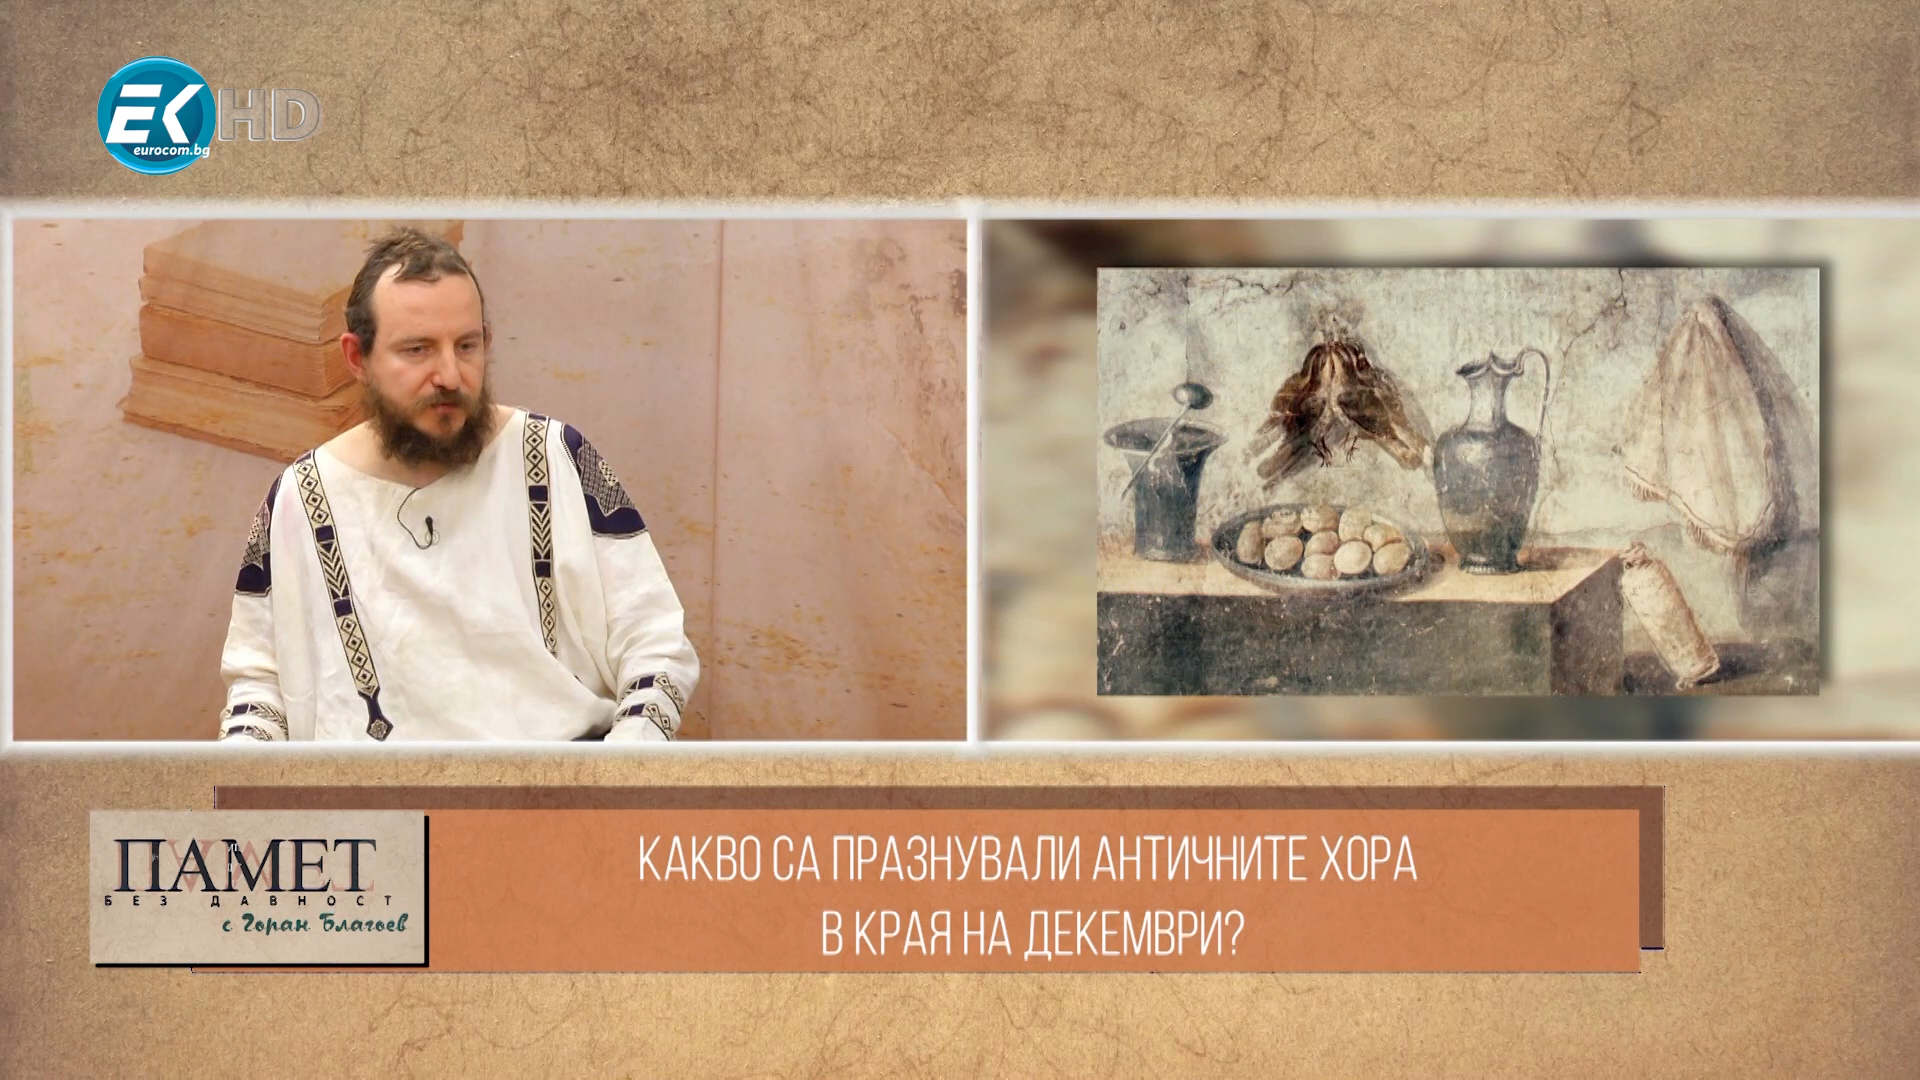 EK HD
eurocom.bg
ПАМЕТ
БЕЗ ДАВНОСТ
с Горан Благоев
КАКВО СА ПРАЗНУВАЛИ АНТИЧНИТЕ ХОРА
В КРАЯ НА ДЕКЕМВРИ?